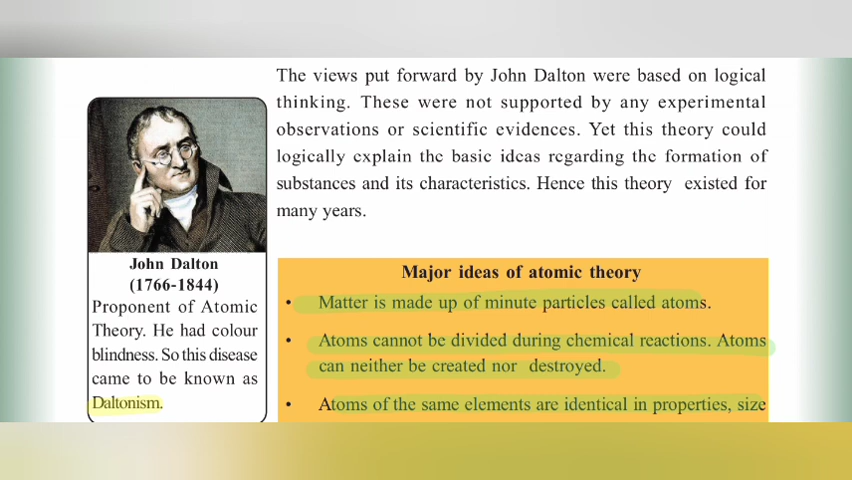 The views put forward by John Dalton were based on logical
thinking. These were not supported by any experimental
observations or scientific evidences. Yet this theory could
logically explain the basic ideas regarding the formation of
substances and its characteristics. Hence this theory existed for
many years.
John Dalton
(1766-1844)
Proponent of Atomic
Theory. He had colour
blindness. So this disease
came to be known as
Daltonism.
Major ideas of atomic theory
• Matter is made up of minute particles called atoms.
• Atoms cannot be divided during chemical reactions. Atoms
can neither be created nor destroyed.
• Atoms of the same elements are identical in properties, size